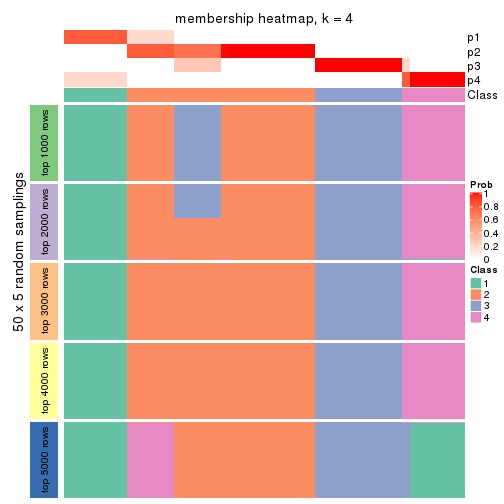 membership heatmap, k = 4
p1
p2
p3
p4
Class
50 x 5 random samplings
top 1000 rows
top 2000 rows
top 3000 rows
top 4000 rows
top 5000 rows
Prob
1
0.8
0.6
0.4
0.2
0
Class
1
2
3
4